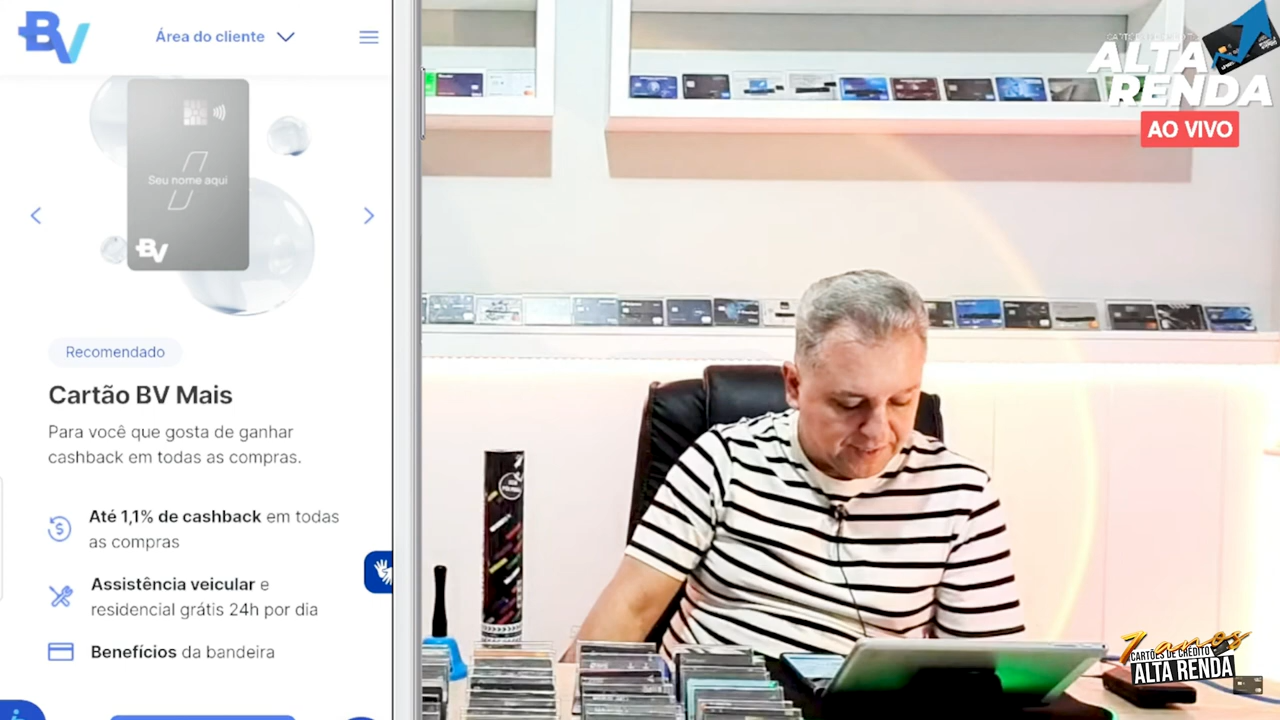 BV
Área do cliente
Seu nome aqui
BV
Recomendado
Cartão BV Mais
Para você que gosta de ganhar
cashback em todas as compras.
Até 1,1% de cashback em todas
as compras
Assistência veicular e
residencial grátis 24h por dia
Benefícios da bandeira
ALTA
RENDA
AO VIVO
7 anos
CARTÕES DE CRÉDITO
ALTA RENDA